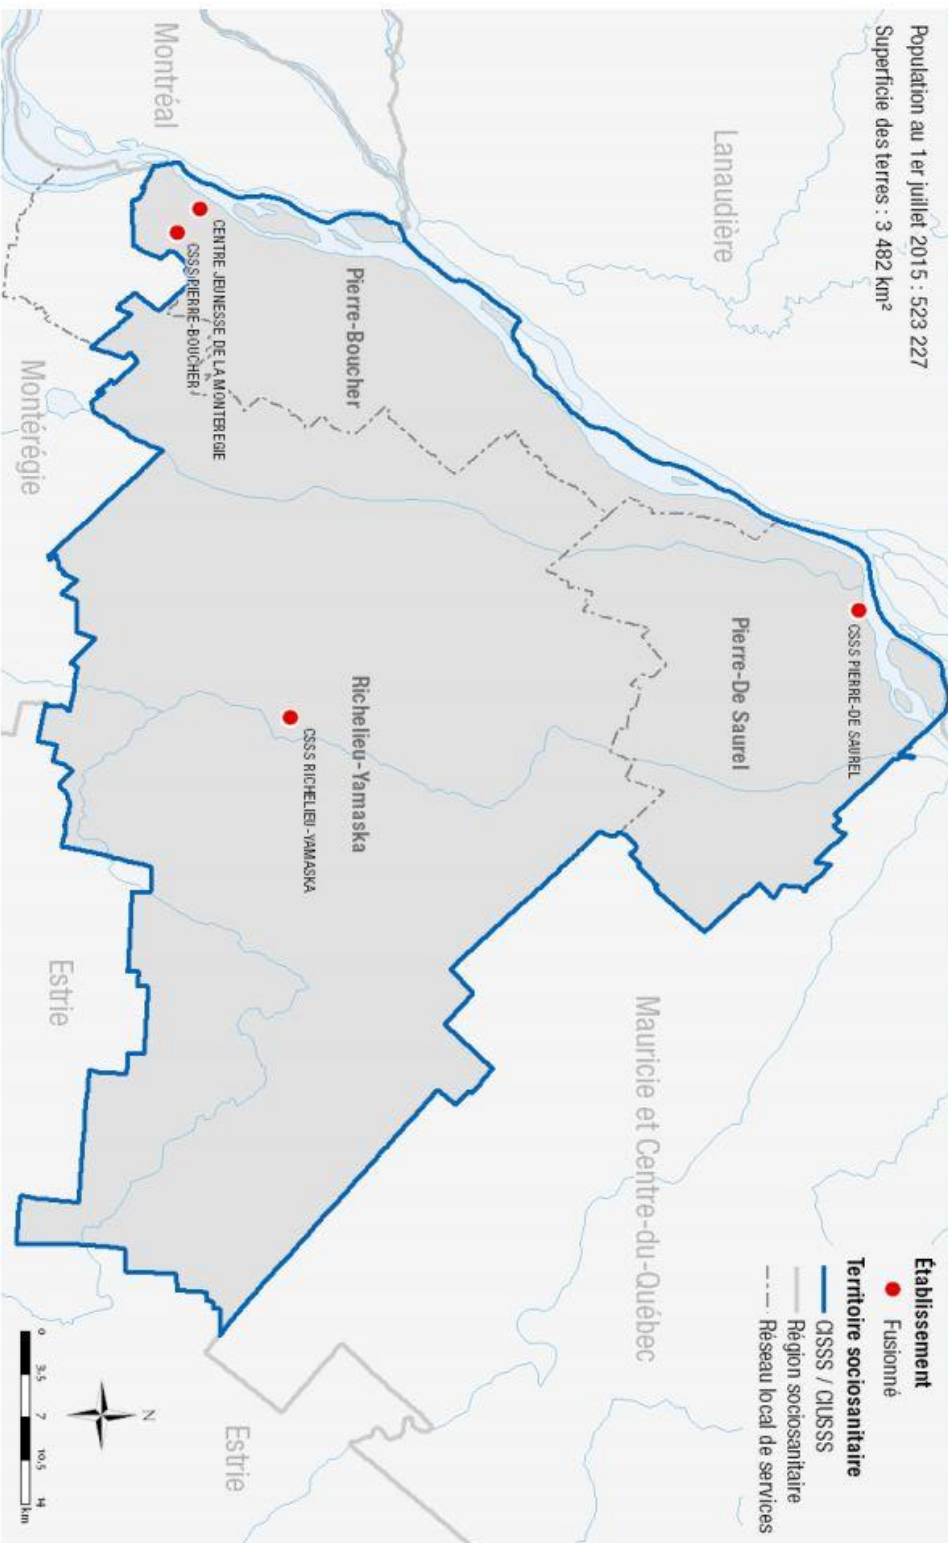 Population au 1er juillet 2015 : 523 227
Superficie des terres : 3 482 km²
Établissement
Fusionné
Territoire sociosanitaire
CISSS / CIUSSS
Région sociosanitaire
Réseau local de services
Lanaudière
Montréal
Mauricie et Centre-du-Québec
CSSS PIERRE-DE SAUREL
Pierre-De Saurel
Pierre-Boucher
CENTRE JEUNESSE DE LA MONTEREGIE
CSSS PIERRE-BOUCHER
Richelieu-Yamaska
CSSS RICHELIEU-YAMASKA
Montérégie
Estrie
Estrie
N
0 3,5 7 10,5 14
km